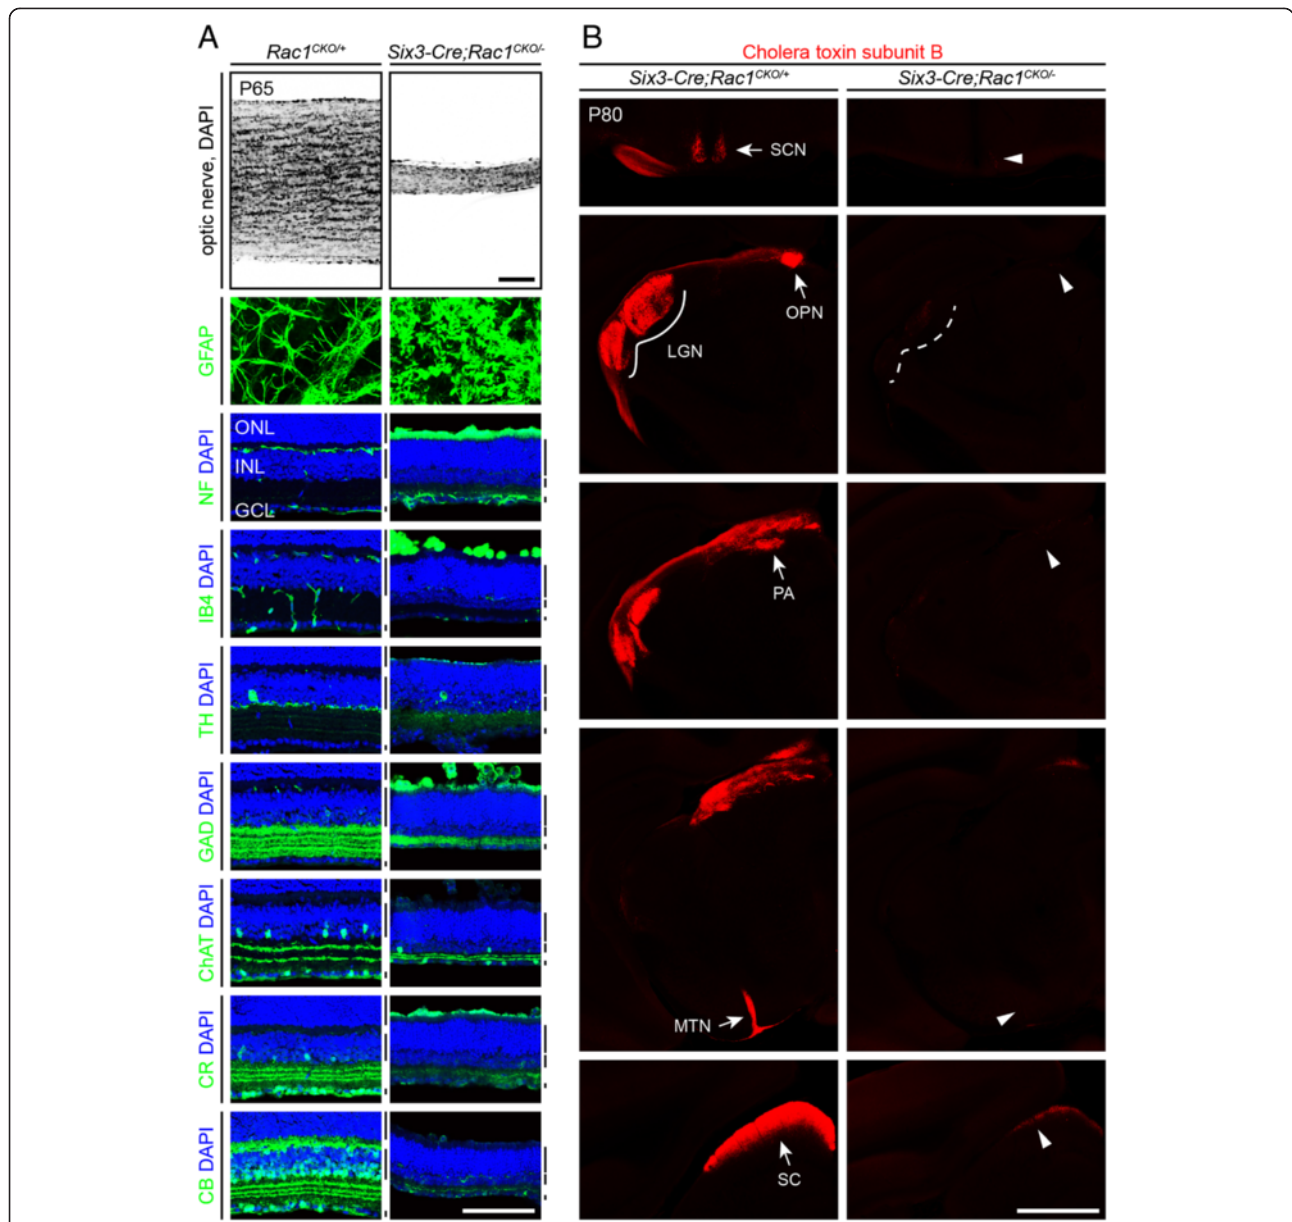 A
Rac1CKO/+
Six3-Cre;Rac1CKO/-
P65
optic nerve, DAPI
GFAP
NF DAPI
ONL
INL
GCL
IB4 DAPI
TH DAPI
GAD DAPI
ChAT DAPI
CR DAPI
CB DAPI
B
Cholera toxin subunit B
Six3-Cre;Rac1CKO/+
Six3-Cre;Rac1CKO/-
P80
SCN
OPN
LGN
PA
MTN
SC